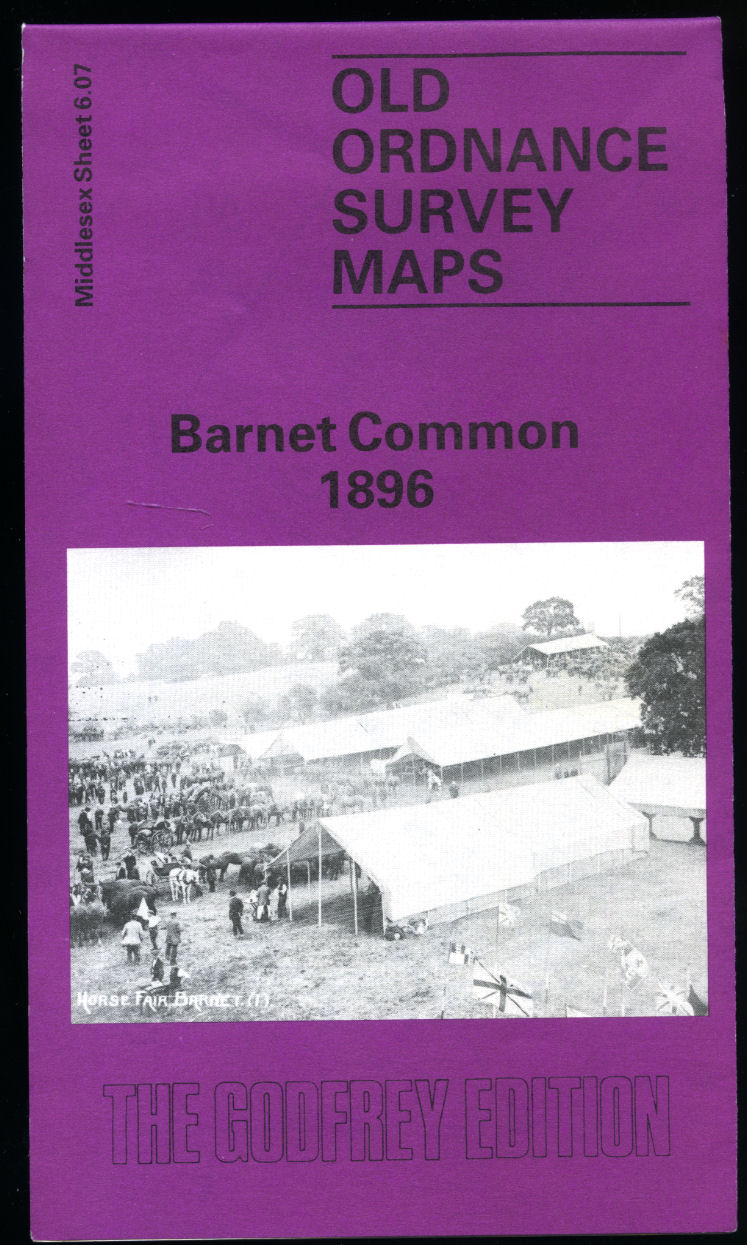 Middlesex Sheet 6.07
OLD
ORDNANCE
SURVEY
MAPS
Barnet Common
1896
HORSE FAIR, BARNET. (1).
THE GODFREY EDITION